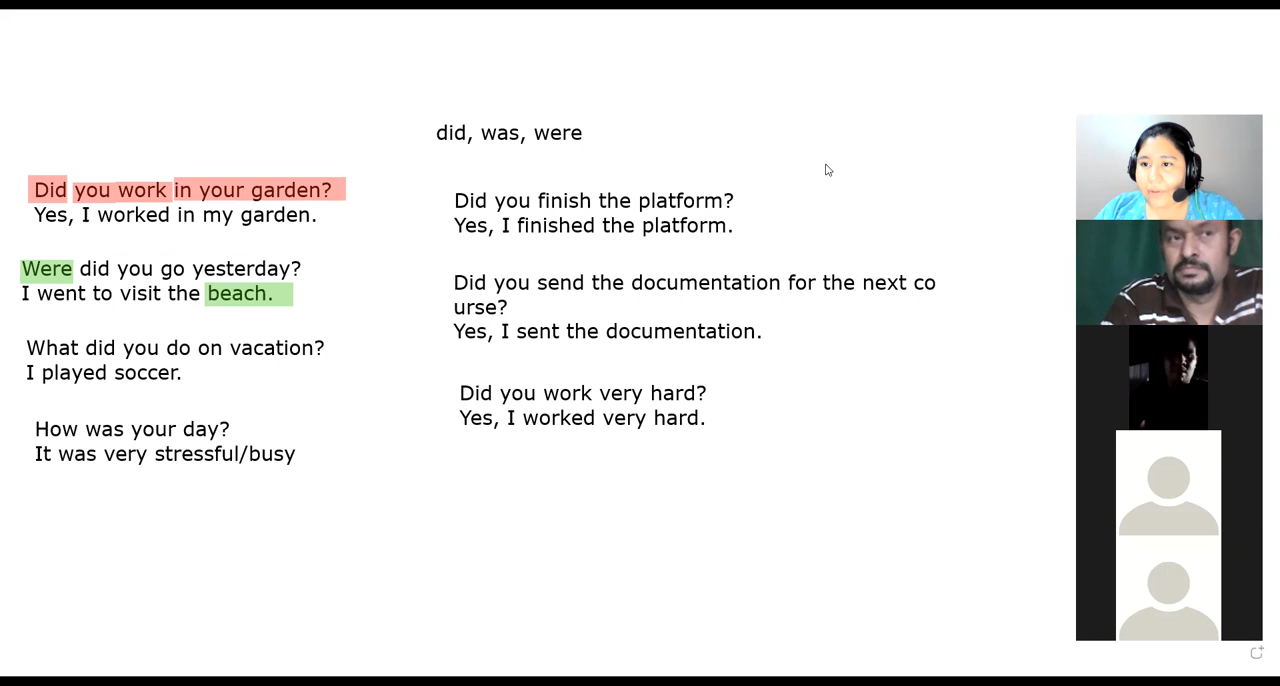 did, was, were
Did you work in your garden?
Yes, I worked in my garden.
Were did you go yesterday?
I went to visit the beach.
What did you do on vacation?
I played soccer.
How was your day?
It was very stressful/busy
Did you finish the platform?
Yes, I finished the platform.
Did you send the documentation for the next co
urse?
Yes, I sent the documentation.
Did you work very hard?
Yes, I worked very hard.